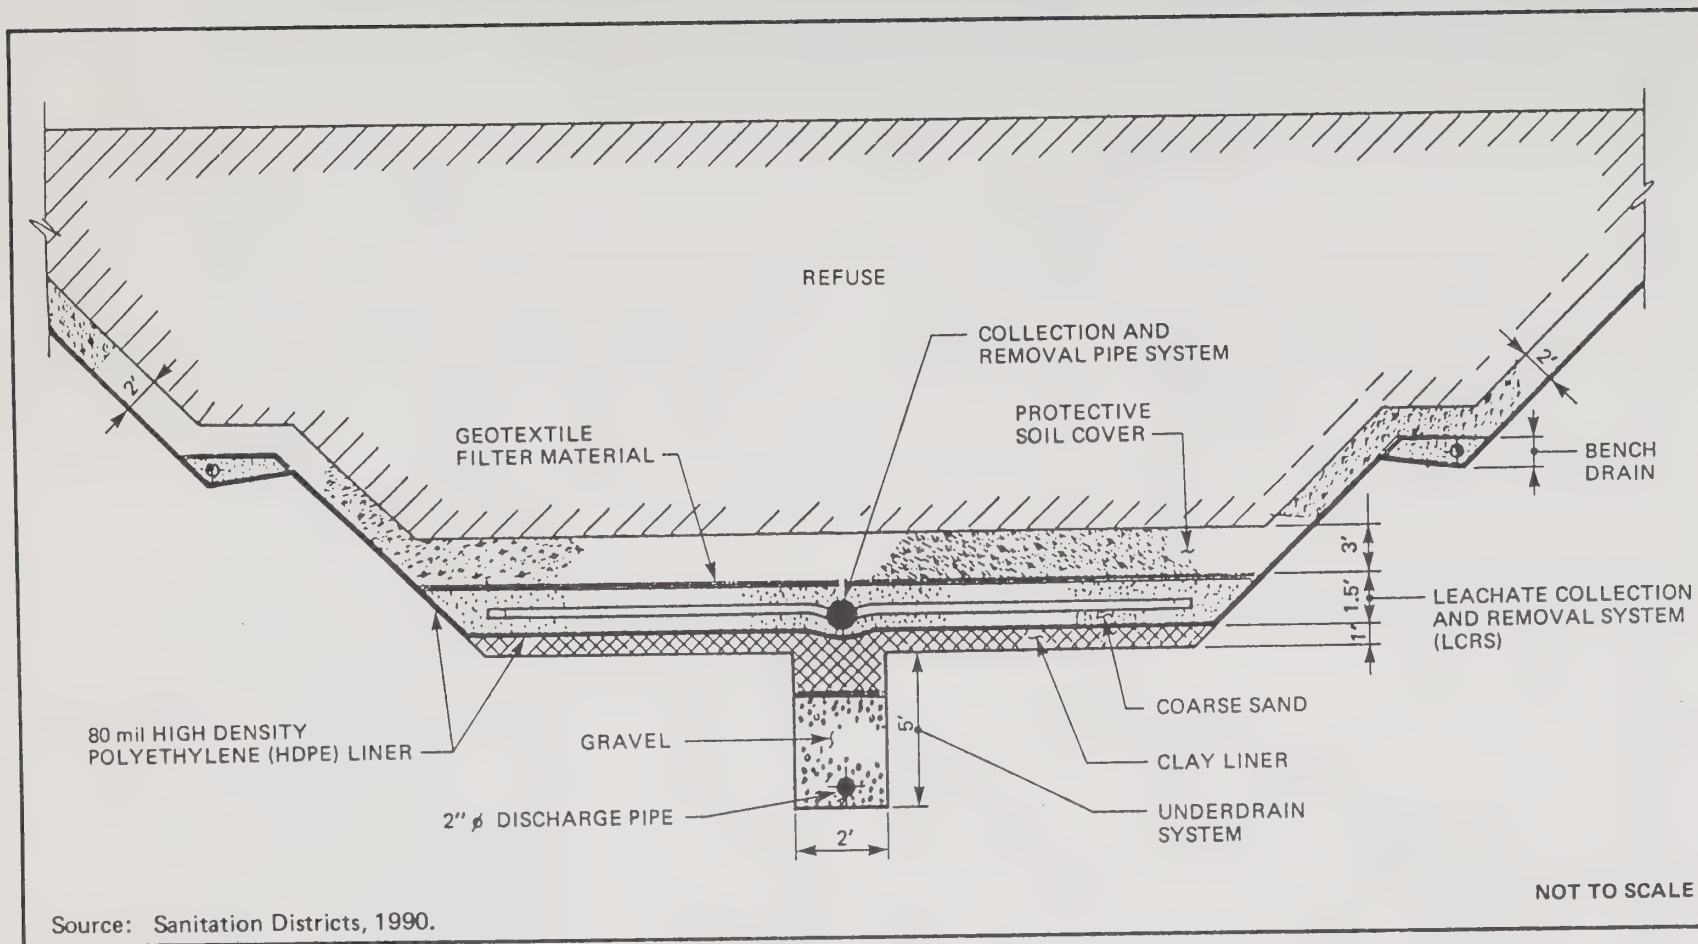 REFUSE
COLLECTION AND
REMOVAL PIPE SYSTEM
2'
2'
PROTECTIVE
SOIL COVER
GEOTEXTILE
FILTER MATERIAL
BENCH
DRAIN
3'
1.5'
1'
LEACHATE COLLECTION
AND REMOVAL SYSTEM
(LCRS)
80 mil HIGH DENSITY
POLYETHYLENE (HDPE) LINER
GRAVEL
5'
COARSE SAND
CLAY LINER
2" ø DISCHARGE PIPE
UNDERDRAIN
SYSTEM
2'
NOT TO SCALE
Source: Sanitation Districts, 1990.